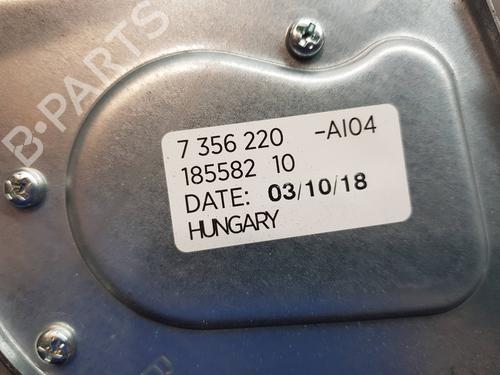 B-PARTS
7 356 220 -AI04
185582 10
DATE: 03/10/18
HUNGARY